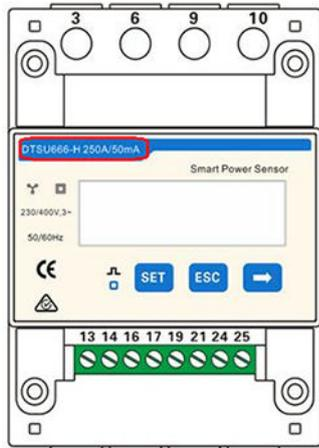 3 6 9 10
DTSU666-H 250A/50mA
Smart Power Sensor
230/400V,3~
50/60Hz
CE
SET ESC
13 14 16 17 19 21 24 25